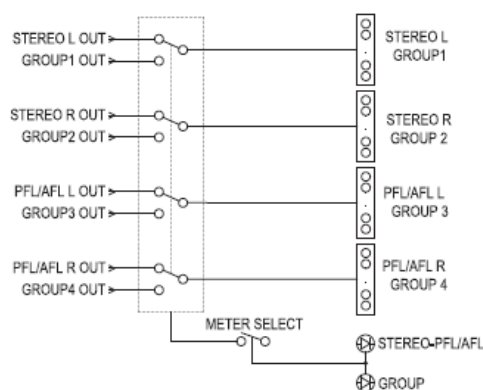 STEREO L OUT
GROUP1 OUT
STEREO L
GROUP1
STEREO R OUT
GROUP2 OUT
STEREO R
GROUP 2
PFL/AFL L OUT
GROUP3 OUT
PFL/AFL L
GROUP 3
PFL/AFL R OUT
GROUP4 OUT
PFL/AFL R
GROUP 4
METER SELECT
STEREO-PFL/AFL
GROUP